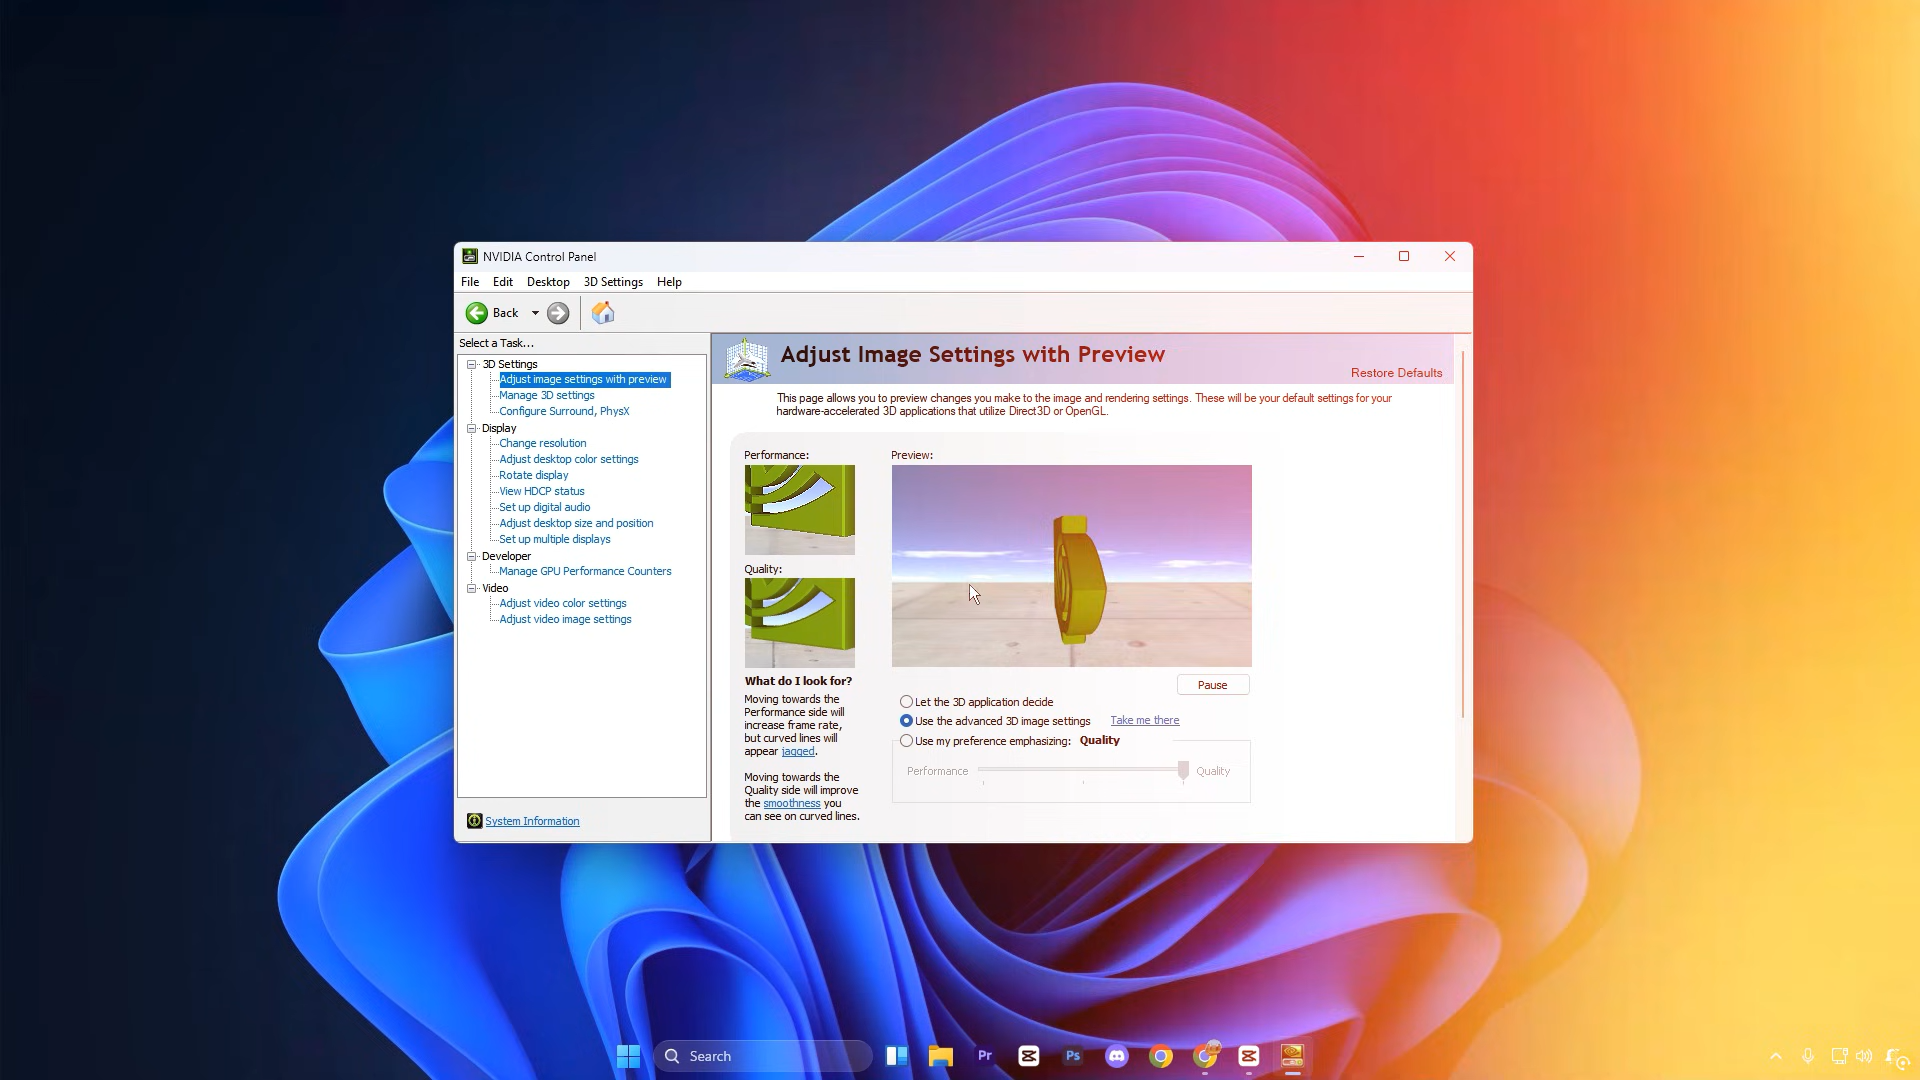 NVIDIA Control Panel
File Edit Desktop 3D Settings Help
Back
Select a Task...
3D Settings
Adjust image settings with preview
Manage 3D settings
Configure Surround, PhysX
Display
Change resolution
Adjust desktop color settings
Rotate display
View HDCP status
Set up digital audio
Adjust desktop size and position
Set up multiple displays
Developer
Manage GPU Performance Counters
Video
Adjust video color settings
Adjust video image settings
System Information
Adjust Image Settings with Preview
Restore Defaults
This page allows you to preview changes you make to the image and rendering settings. These will be your default settings for your
hardware-accelerated 3D applications that utilize Direct3D or OpenGL.
Performance:
Preview:
Quality:
What do I look for?
Moving towards the
Performance side will
increase frame rate,
but curved lines will
appear jagged.
Moving towards the
Quality side will improve
the smoothness you
can see on curved lines.
Pause
Let the 3D application decide
Use the advanced 3D image settings Take me there
Use my preference emphasizing: Quality
Performance Quality
Search
Pr
Ps